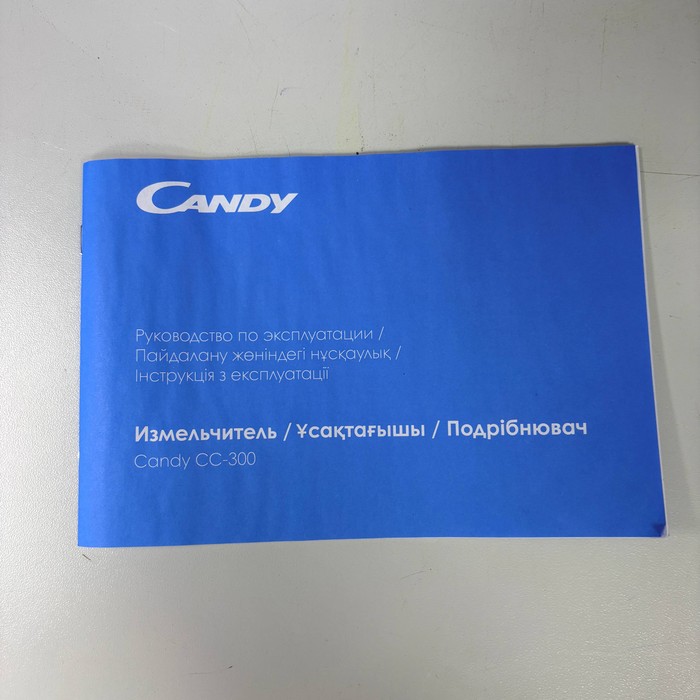 CANDY
Руководство по эксплуатации /
Пайдалану жөніндегі нұсқаулық /
Інструкція з експлуатації
Измельчитель / Ұсақтағышы / Подрібнювач
Candy CC-300